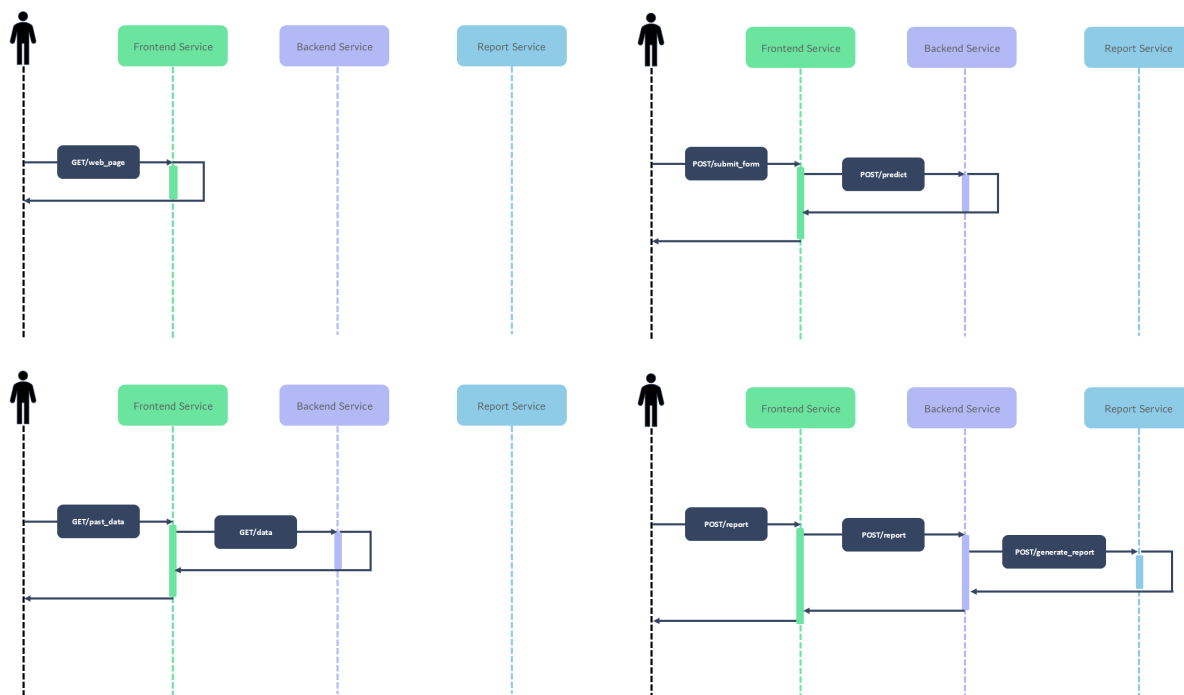 Frontend Service
Backend Service
Report Service
GET/web_page
Frontend Service
Backend Service
Report Service
POST/submit_form
POST/predict
Frontend Service
Backend Service
Report Service
GET/past_data
GET/data
Frontend Service
Backend Service
Report Service
POST/report
POST/report
POST/generate_report